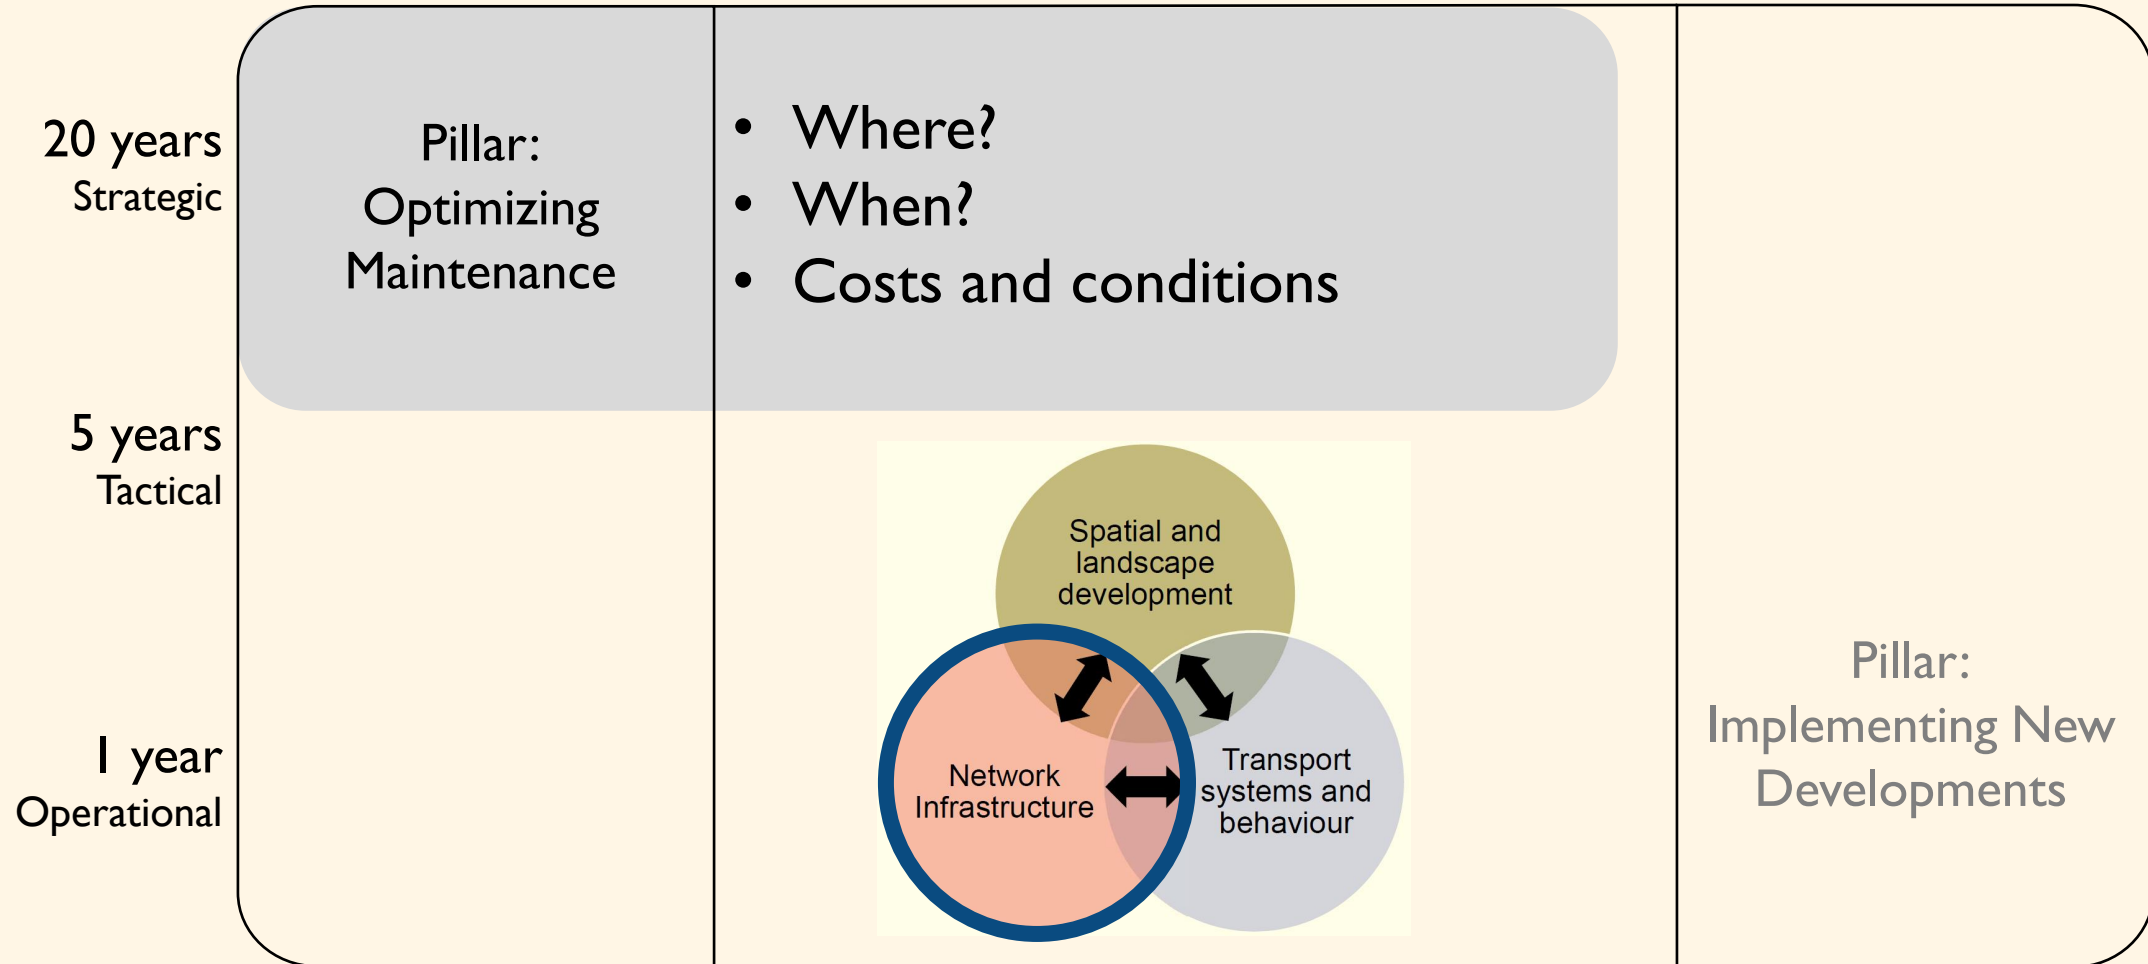 20 years
Strategic
Pillar:
Optimizing
Maintenance
• Where?
• When?
• Costs and conditions
5 years
Tactical
1 year
Operational
Spatial and
landscape
development
Network
Infrastructure
Transport
systems and
behaviour
Pillar:
Implementing New
Developments